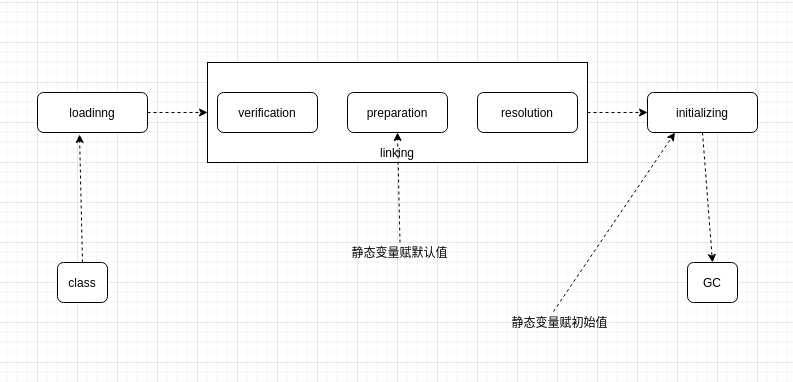 loadinng
verification
preparation
resolution
initializing
linking
静态变量赋默认值
class
GC
静态变量赋初始值